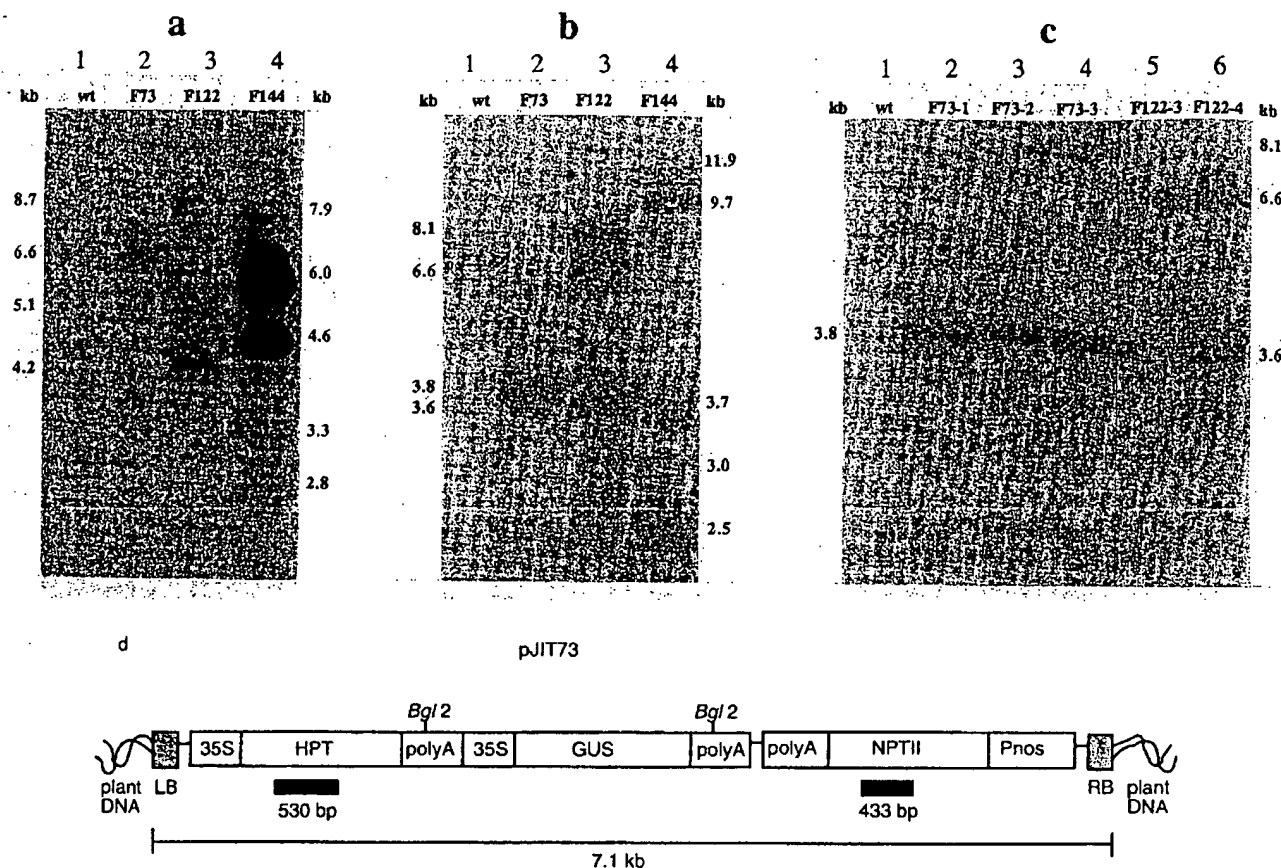 a
1 2 3 4
kb wt F73 F122 F144 kb
8.7
6.6
5.1
4.2
7.9
6.0
4.6
3.3
2.8
b
1 2 3 4
kb wt F73 F122 F144 kb
8.1
6.6
3.8
3.6
11.9
9.7
3.7
3.0
2.5
c
1 2 3 4 5 6
kb wt F73-1 F73-2 F73-3 F122-3 F122-4 kb
3.8
8.1
6.6
3.6
d
pJIT73
Bgl 2 Bgl 2
35S HPT polyA 35S GUS polyA polyA NPTII Pnos
plant DNA LB RB plant DNA
530 bp 433 bp
7.1 kb